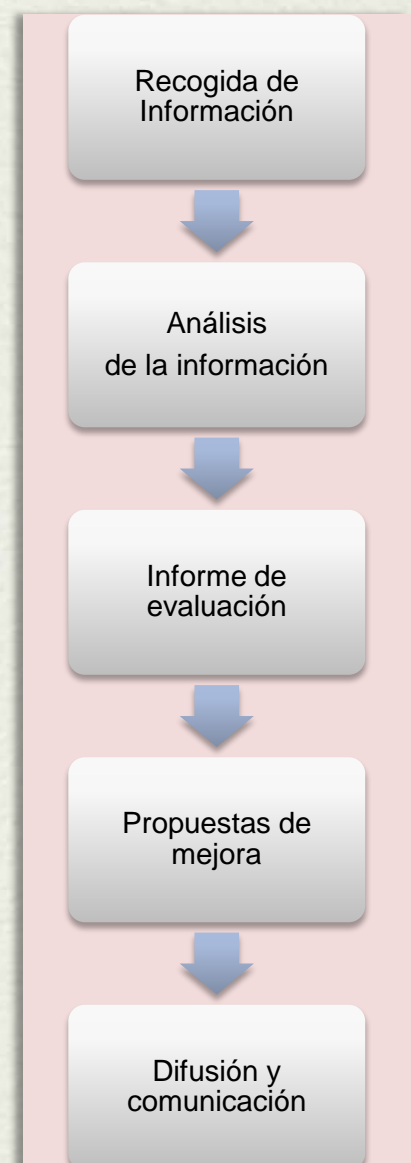 Recogida de
Información
Análisis
de la información
Informe de
evaluación
Propuestas de
mejora
Difusión y
comunicación